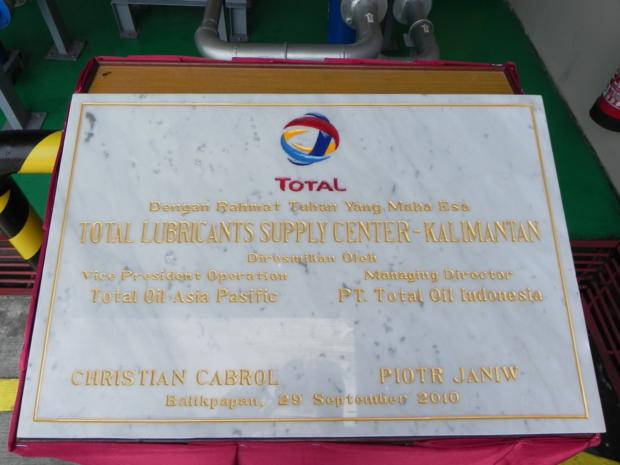 TOTAL
Dengan Rahmat Tuhan Yang Maha Esa
TOTAL LUBRICANTS SUPPLY CENTER - KALIMANTAN
Diresmikan Oleh
Vice President Operation Managing Director
Total Oil Asia Pasific PT. Total Oil Indonesia
CHRISTIAN CABROL PIOTR JANIW
Balikpapan, 29 September 2010